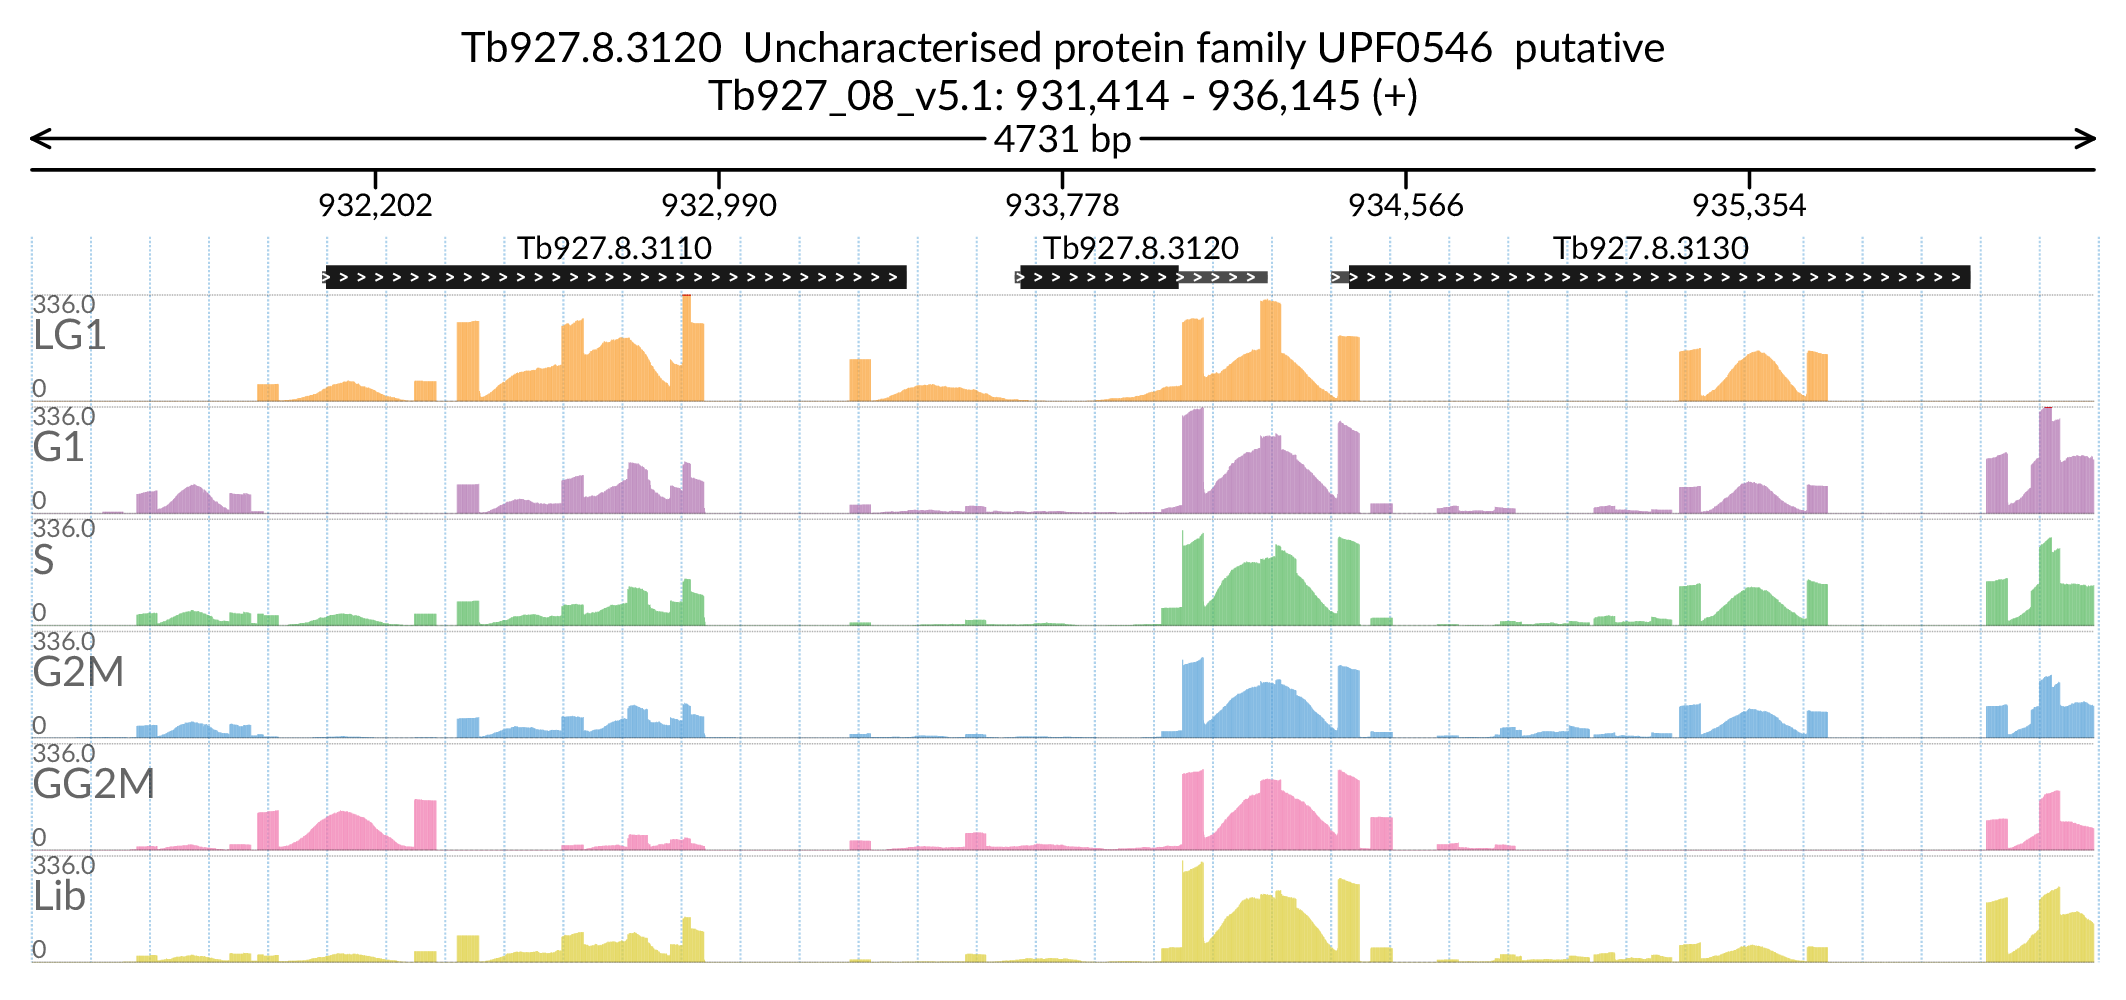 Tb927.8.3120 Uncharacterised protein family UPF0546 putative
Tb927_08_v5.1: 931,414 - 936,145 (+)
4731 bp
932,202 932,990 933,778 934,566 935,354
Tb927.8.3110 Tb927.8.3120 Tb927.8.3130
336.0
LG1
0
336.0
G1
0
336.0
S
0
336.0
G2M
0
336.0
GG2M
0
336.0
Lib
0